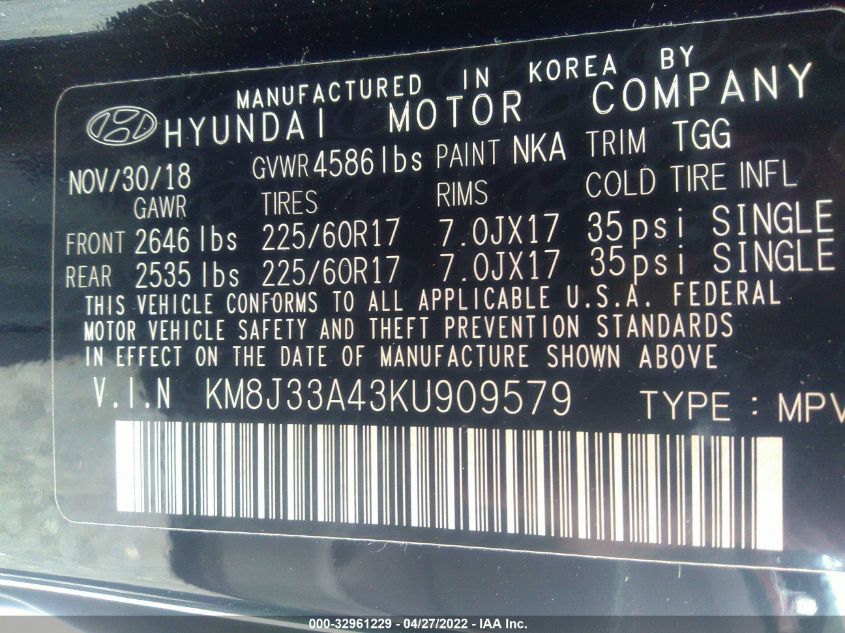 MANUFACTURED IN KOREA BY
HYUNDAI MOTOR COMPANY
NOV/30/18 GVWR 4586 lbs PAINT NKA TRIM TGG
GAWR TIRES RIMS COLD TIRE INFL
FRONT 2646 lbs 225/60R17 7.0JX17 35psi SINGLE
REAR 2535 lbs 225/60R17 7.0JX17 35psi SINGLE
THIS VEHICLE CONFORMS TO ALL APPLICABLE U.S.A. FEDERAL
MOTOR VEHICLE SAFETY AND THEFT PREVENTION STANDARDS
IN EFFECT ON THE DATE OF MANUFACTURE SHOWN ABOVE
V.I.N KM8J33A43KU909579 TYPE : MPV
000-32961229 - 04/27/2022 - IAA Inc.